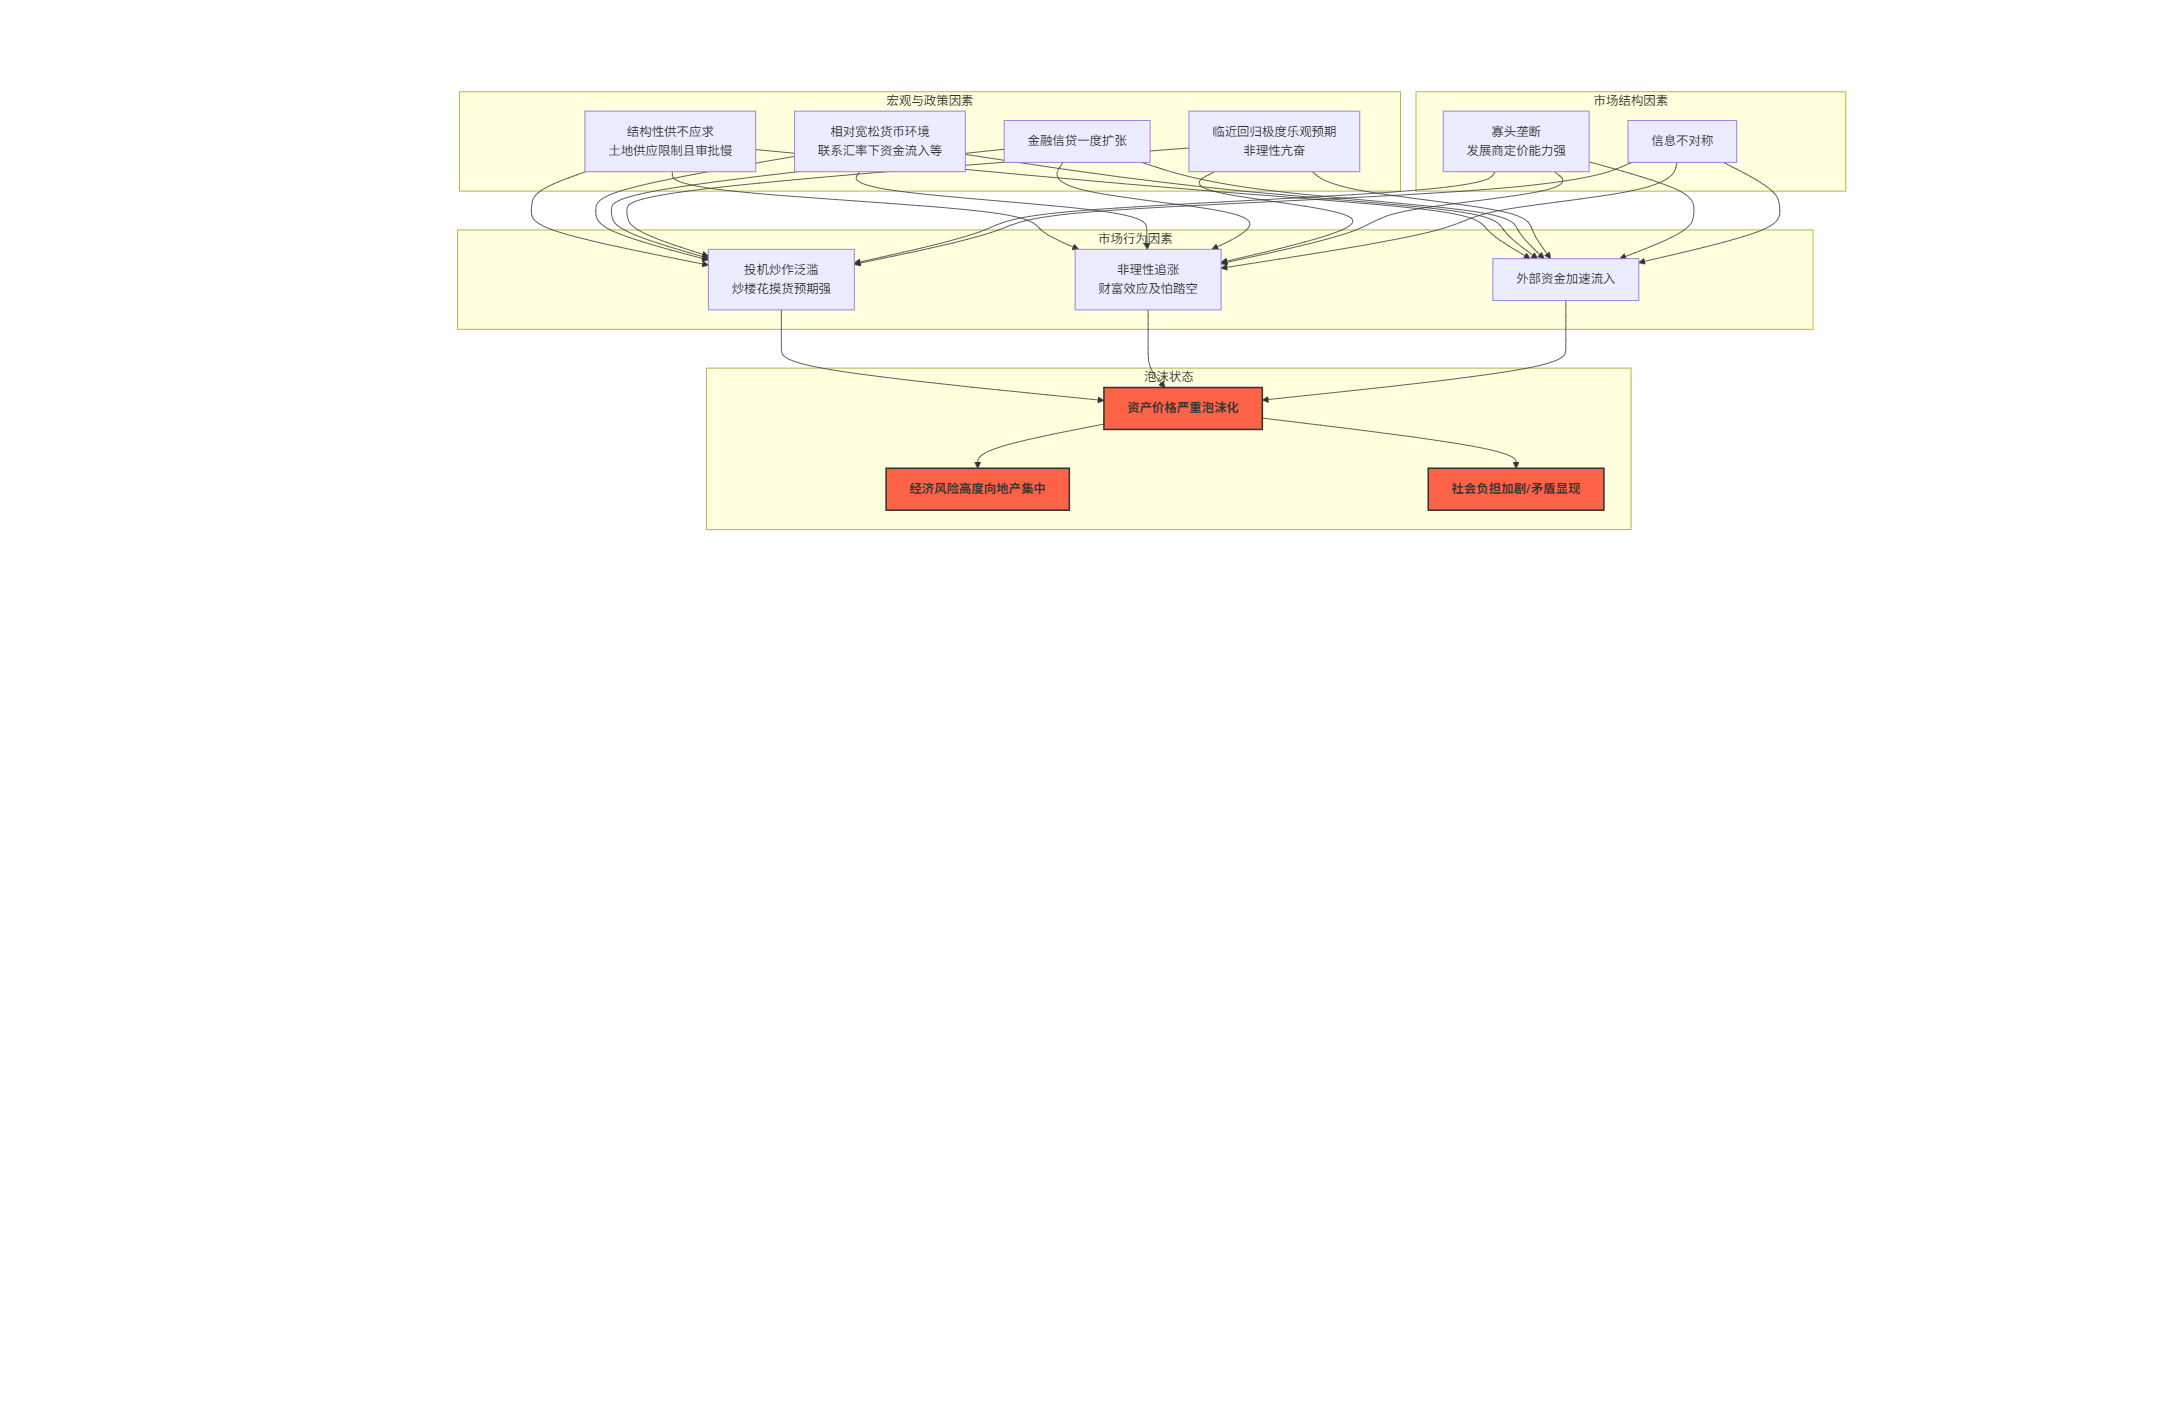 宏观与政策因素
结构性供不应求
土地供应限制且审批慢
相对宽松货币环境
联系汇率下资金流入等
金融信贷一度扩张
临近回归极度乐观预期
非理性亢奋
市场结构因素
寡头垄断
发展商定价能力强
信息不对称
市场行为因素
投机炒作泛滥
炒楼花摸货预期强
非理性追涨
财富效应及怕踏空
外部资金加速流入
泡沫状态
资产价格严重泡沫化
经济风险高度向地产集中
社会负担加剧/矛盾显现